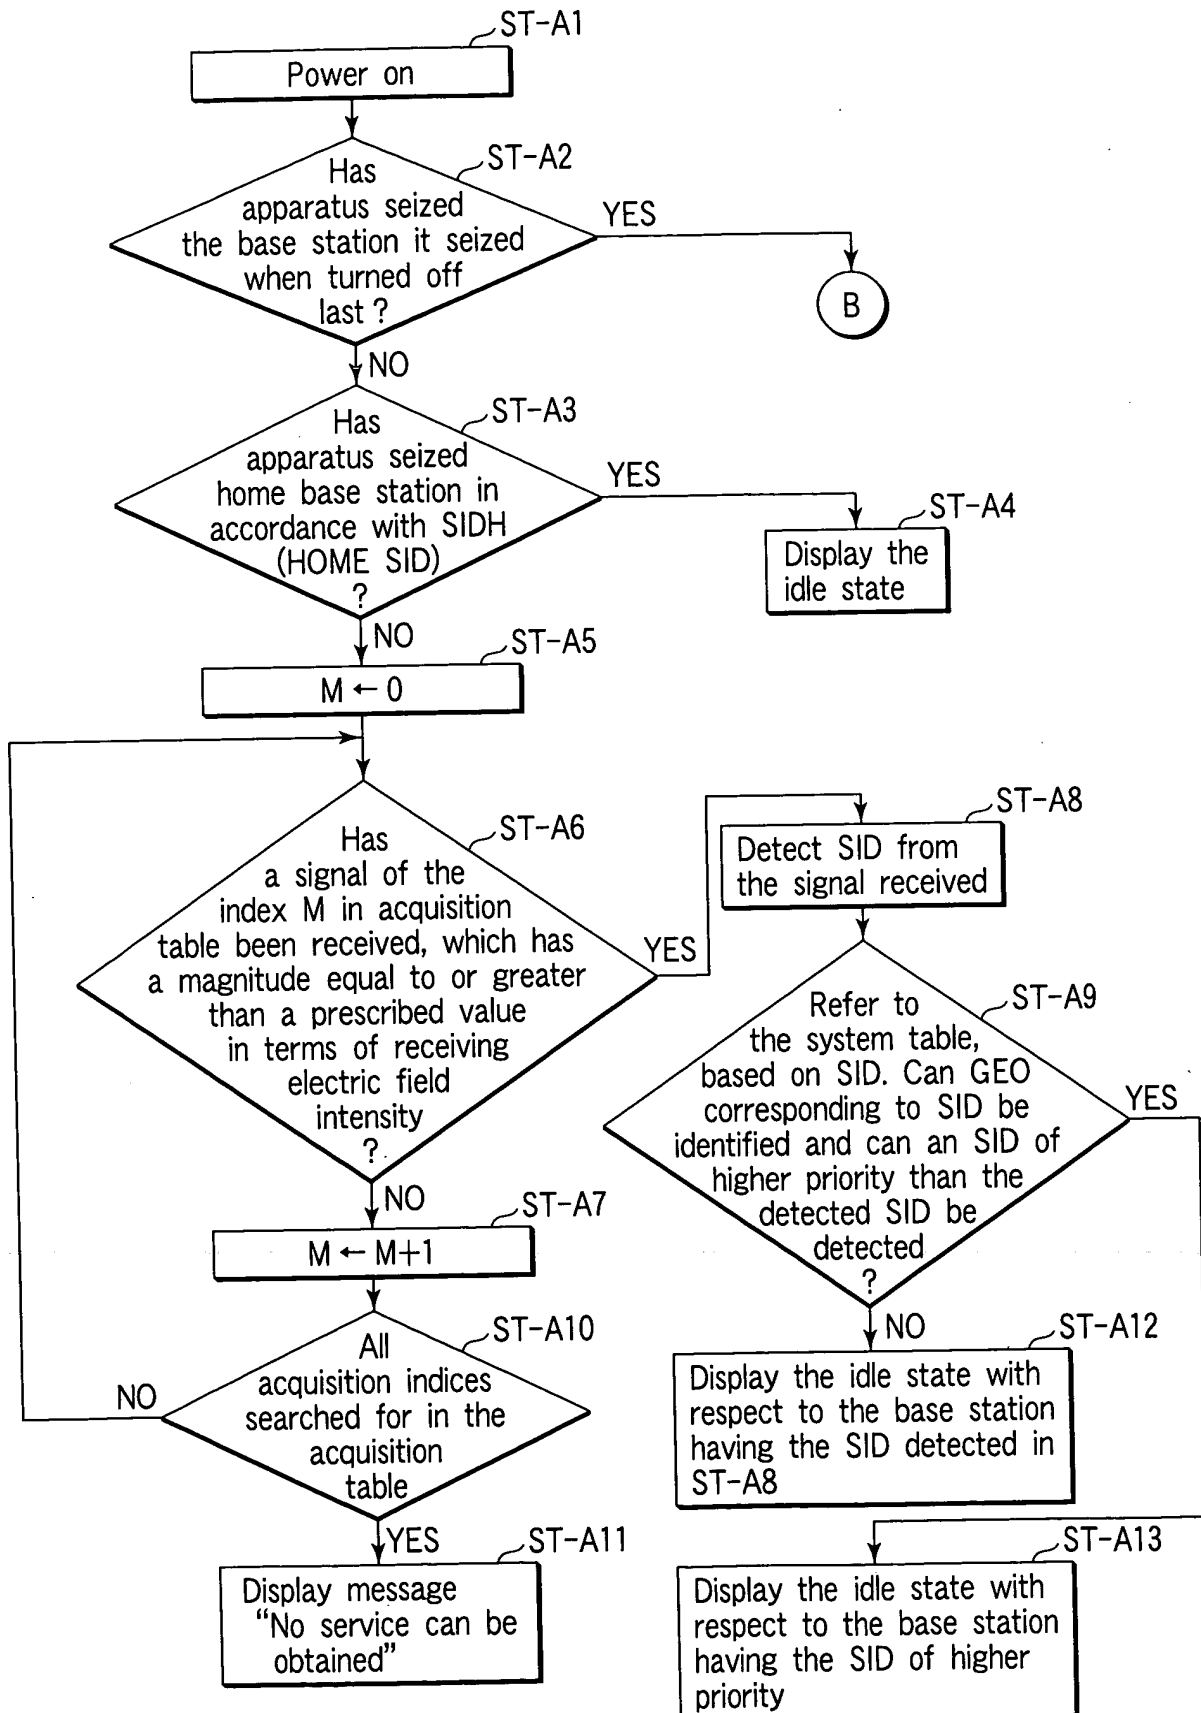 ST-A1
Power on
ST-A2
Has
apparatus seized
the base station it seized
when turned off
last ?
YES
B
NO
ST-A3
Has
apparatus seized
home base station in
accordance with SIDH
(HOME SID)
?
YES
ST-A4
Display the
idle state
NO
ST-A5
M ← 0
ST-A6
Has
a signal of the
index M in acquisition
table been received, which has
a magnitude equal to or greater
than a prescribed value
in terms of receiving
electric field
intensity
?
YES
ST-A8
Detect SID from
the signal received
ST-A9
Refer to
the system table,
based on SID. Can GEO
corresponding to SID be
identified and can an SID of
higher priority than the
detected SID be
detected
?
YES
NO
ST-A7
M ← M+1
ST-A10
All
acquisition indices
searched for in the
acquisition
table
NO
NO
ST-A12
Display the idle state with
respect to the base station
having the SID detected in
ST-A8
YES
ST-A11
Display message
“No service can be
obtained”
ST-A13
Display the idle state with
respect to the base station
having the SID of higher
priority